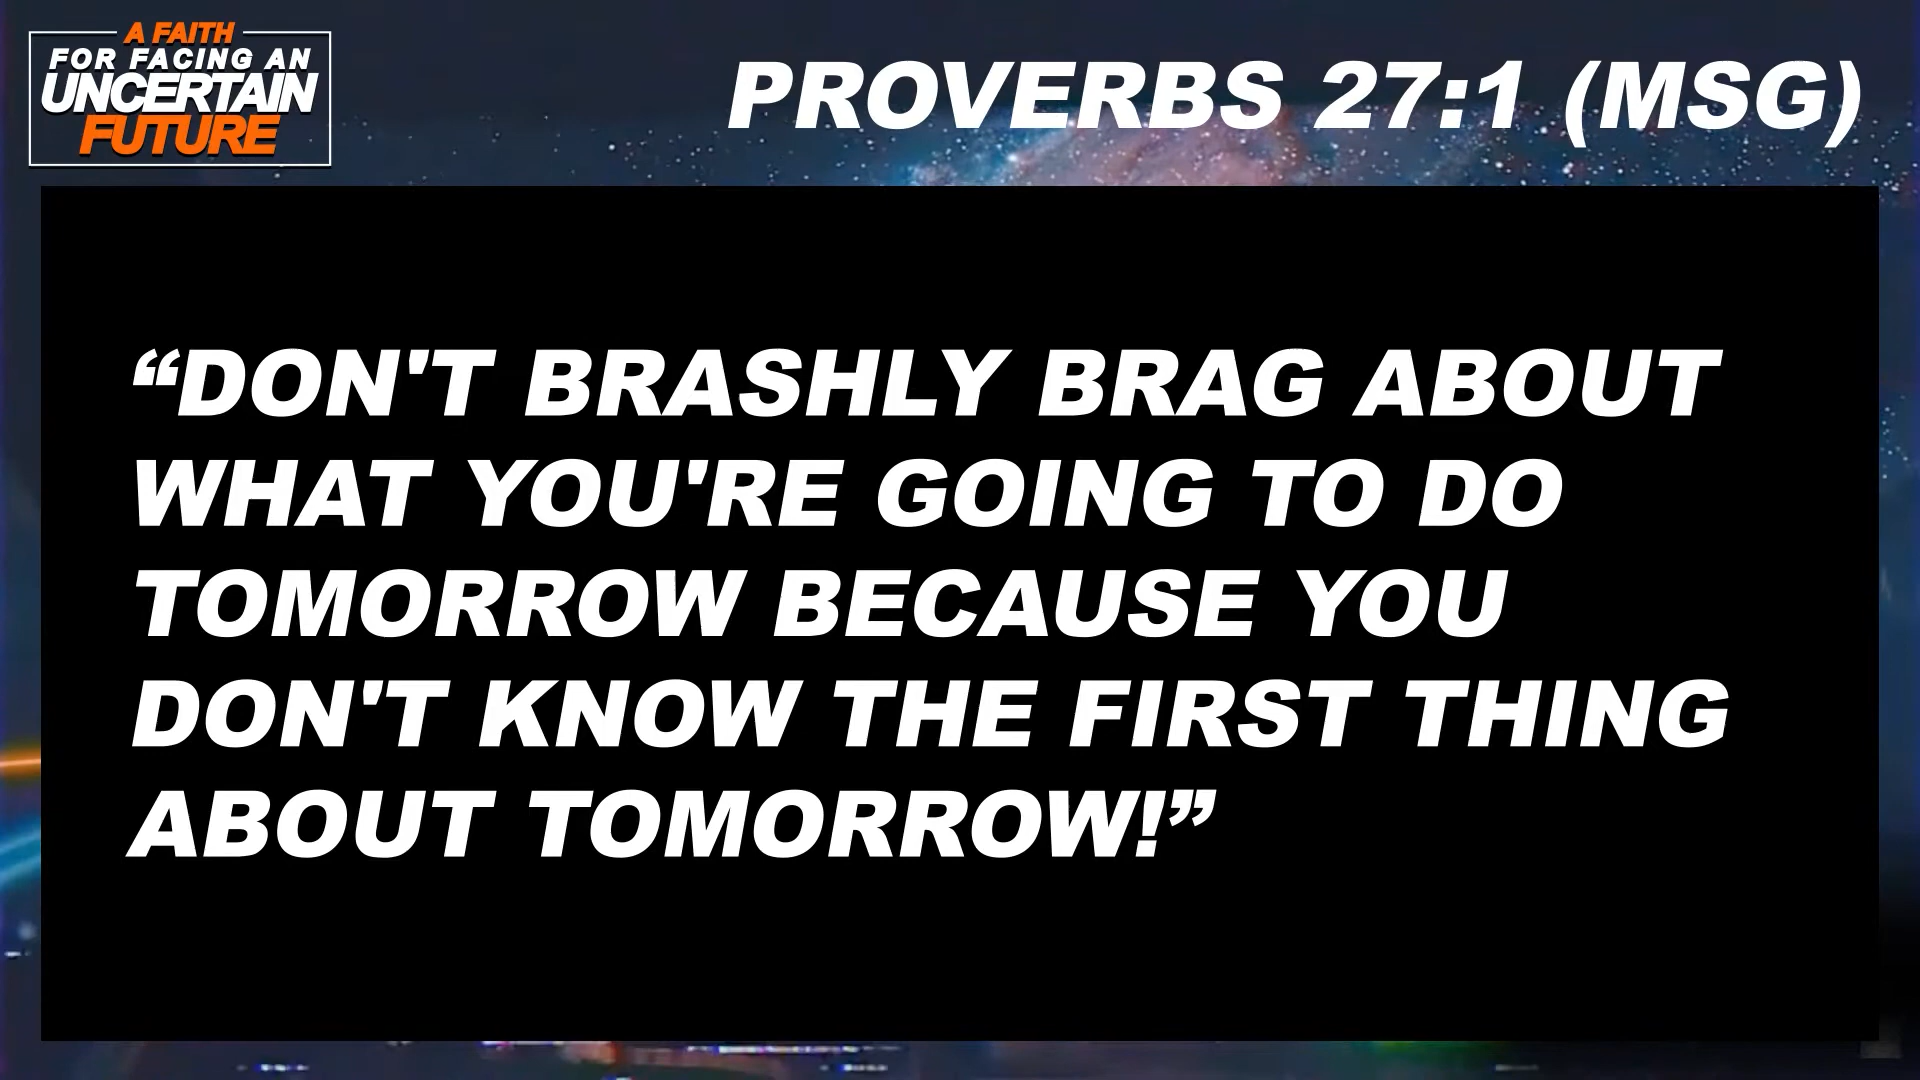 A FAITH
FOR FACING AN
UNCERTAIN
FUTURE
PROVERBS 27:1 (MSG)
“DON'T BRASHLY BRAG ABOUT
WHAT YOU'RE GOING TO DO
TOMORROW BECAUSE YOU
DON'T KNOW THE FIRST THING
ABOUT TOMORROW!”